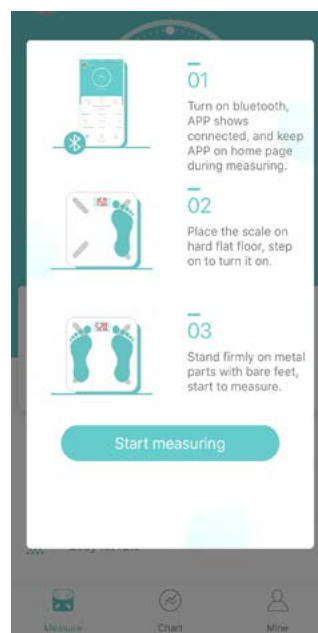 01
Turn on bluetooth,
APP shows
connected, and keep
APP on home page
during measuring.
02
Place the scale on
hard flat floor, step
on to turn it on.
03
Stand firmly on metal
parts with bare feet,
start to measure.
Start measuring
Measure
Chart
Mine